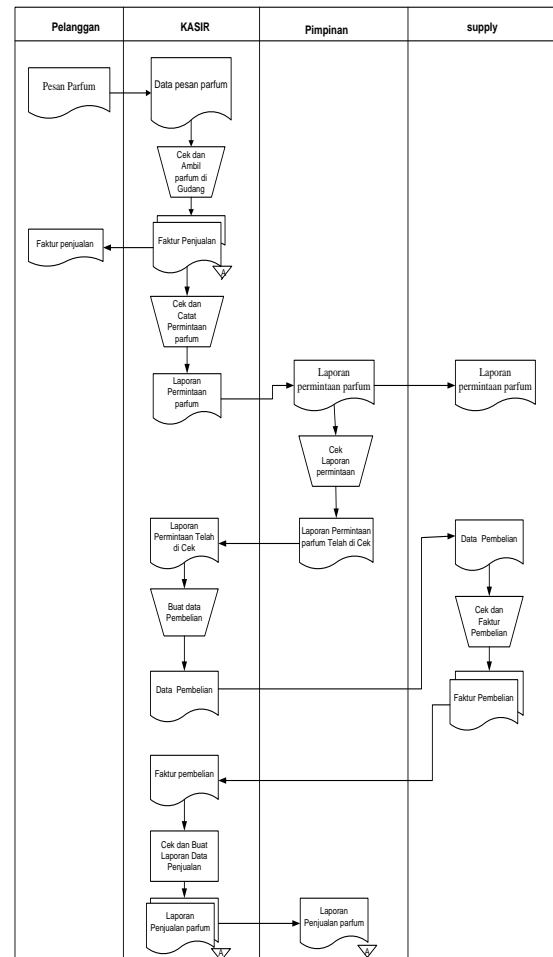 Pelanggan
KASIR
Pimpinan
supply
Pesan Parfum
Data pesan parfum
Cek dan
Ambil
parfum di
Gudang
Faktur penjualan
Faktur Penjualan
A
Cek dan
Catat
Permintaan
parfum
Laporan
Permintaan
parfum
Laporan
permintaan parfum
Laporan
permintaan parfum
Cek
Laporan
permintaan
Laporan
Permintaan Telah
di Cek
Laporan Permintaan
parfum Telah di Cek
Data Pembelian
Buat data
Pembelian
Cek dan
Faktur
Pembelian
Data Pembelian
Faktur Pembelian
Faktur pembelian
Cek dan Buat
Laporan Data
Penjualan
Laporan
Penjualan parfum
A
Laporan
Penjualan parfum
A